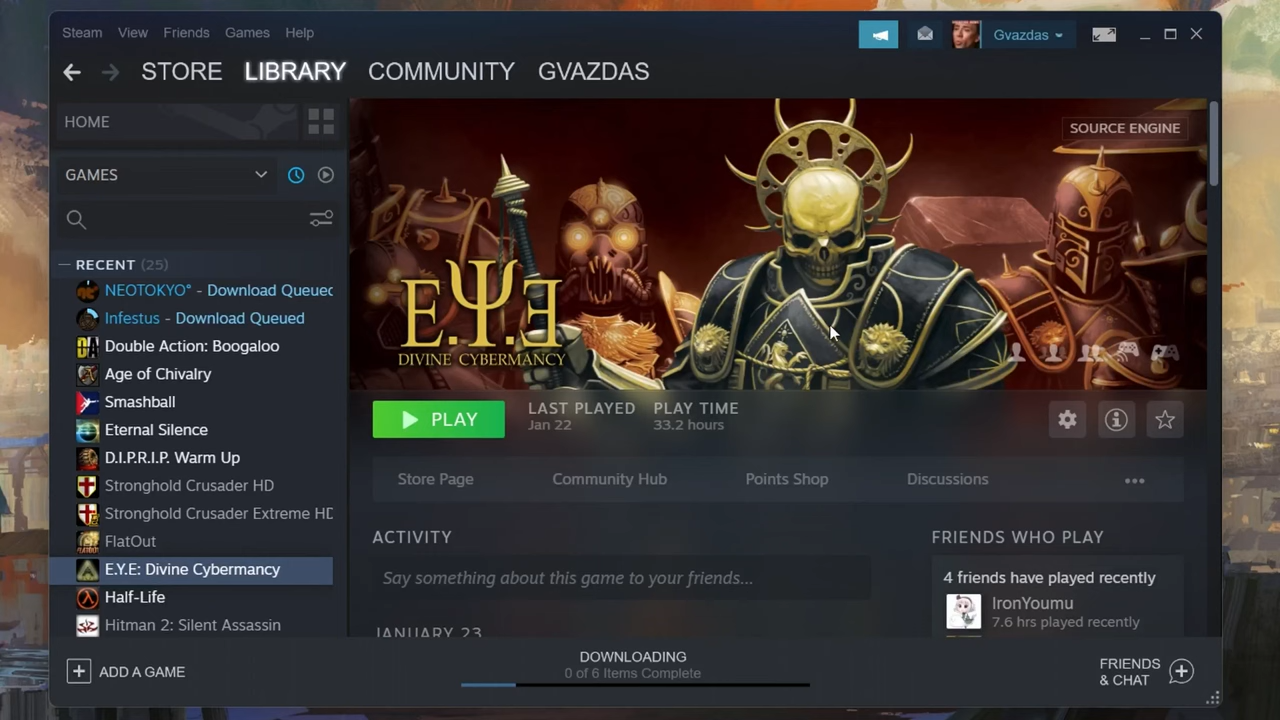 Steam View Friends Games Help
Gvazdas
STORE LIBRARY COMMUNITY GVAZDAS
HOME
GAMES
RECENT (25)
NEOTOKYO° - Download Queued
Infestus - Download Queued
Double Action: Boogaloo
Age of Chivalry
Smashball
Eternal Silence
D.I.P.R.I.P. Warm Up
Stronghold Crusader HD
Stronghold Crusader Extreme HD
FlatOut
E.Y.E: Divine Cybermancy
Half-Life
Hitman 2: Silent Assassin
ADD A GAME
SOURCE ENGINE
E.Ψ.Ǝ
DIVINE CYBERMANCY
PLAY
LAST PLAYED
Jan 22
PLAY TIME
33.2 hours
Store Page Community Hub Points Shop Discussions
ACTIVITY
Say something about this game to your friends...
JANUARY 23
FRIENDS WHO PLAY
4 friends have played recently
IronYoumu
7.6 hrs played recently
DOWNLOADING
0 of 6 Items Complete
FRIENDS
& CHAT